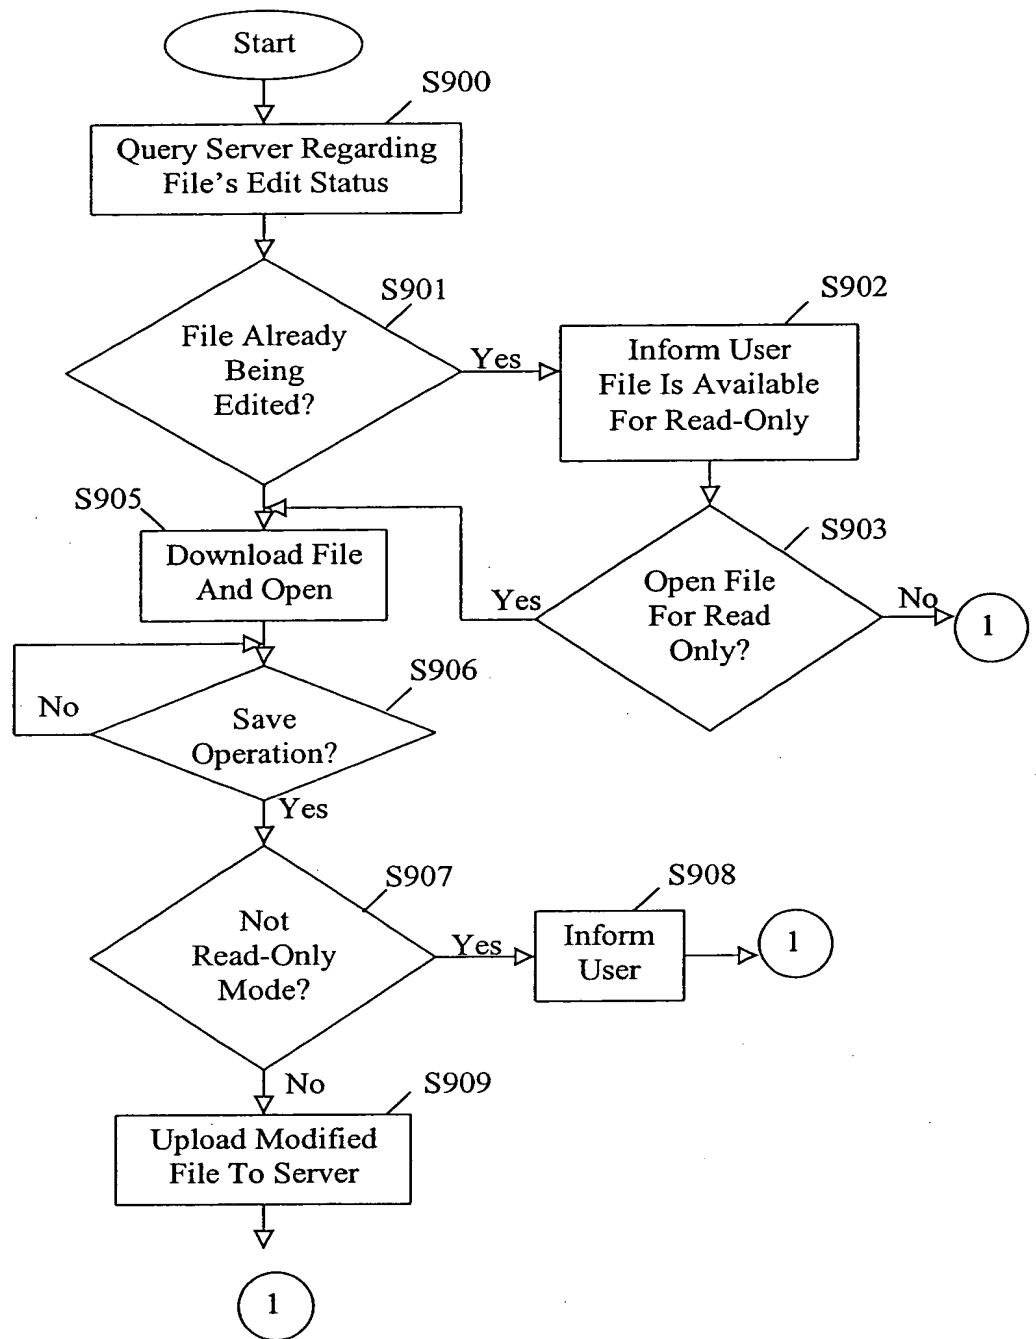 Start
S900
Query Server Regarding
File's Edit Status
S901
File Already
Being
Edited?
Yes
S902
Inform User
File Is Available
For Read-Only
S905
Download File
And Open
S903
Open File
For Read
Only?
Yes
No
1
S906
Save
Operation?
No
Yes
S907
Not
Read-Only
Mode?
Yes
S908
Inform
User
1
No
S909
Upload Modified
File To Server
1